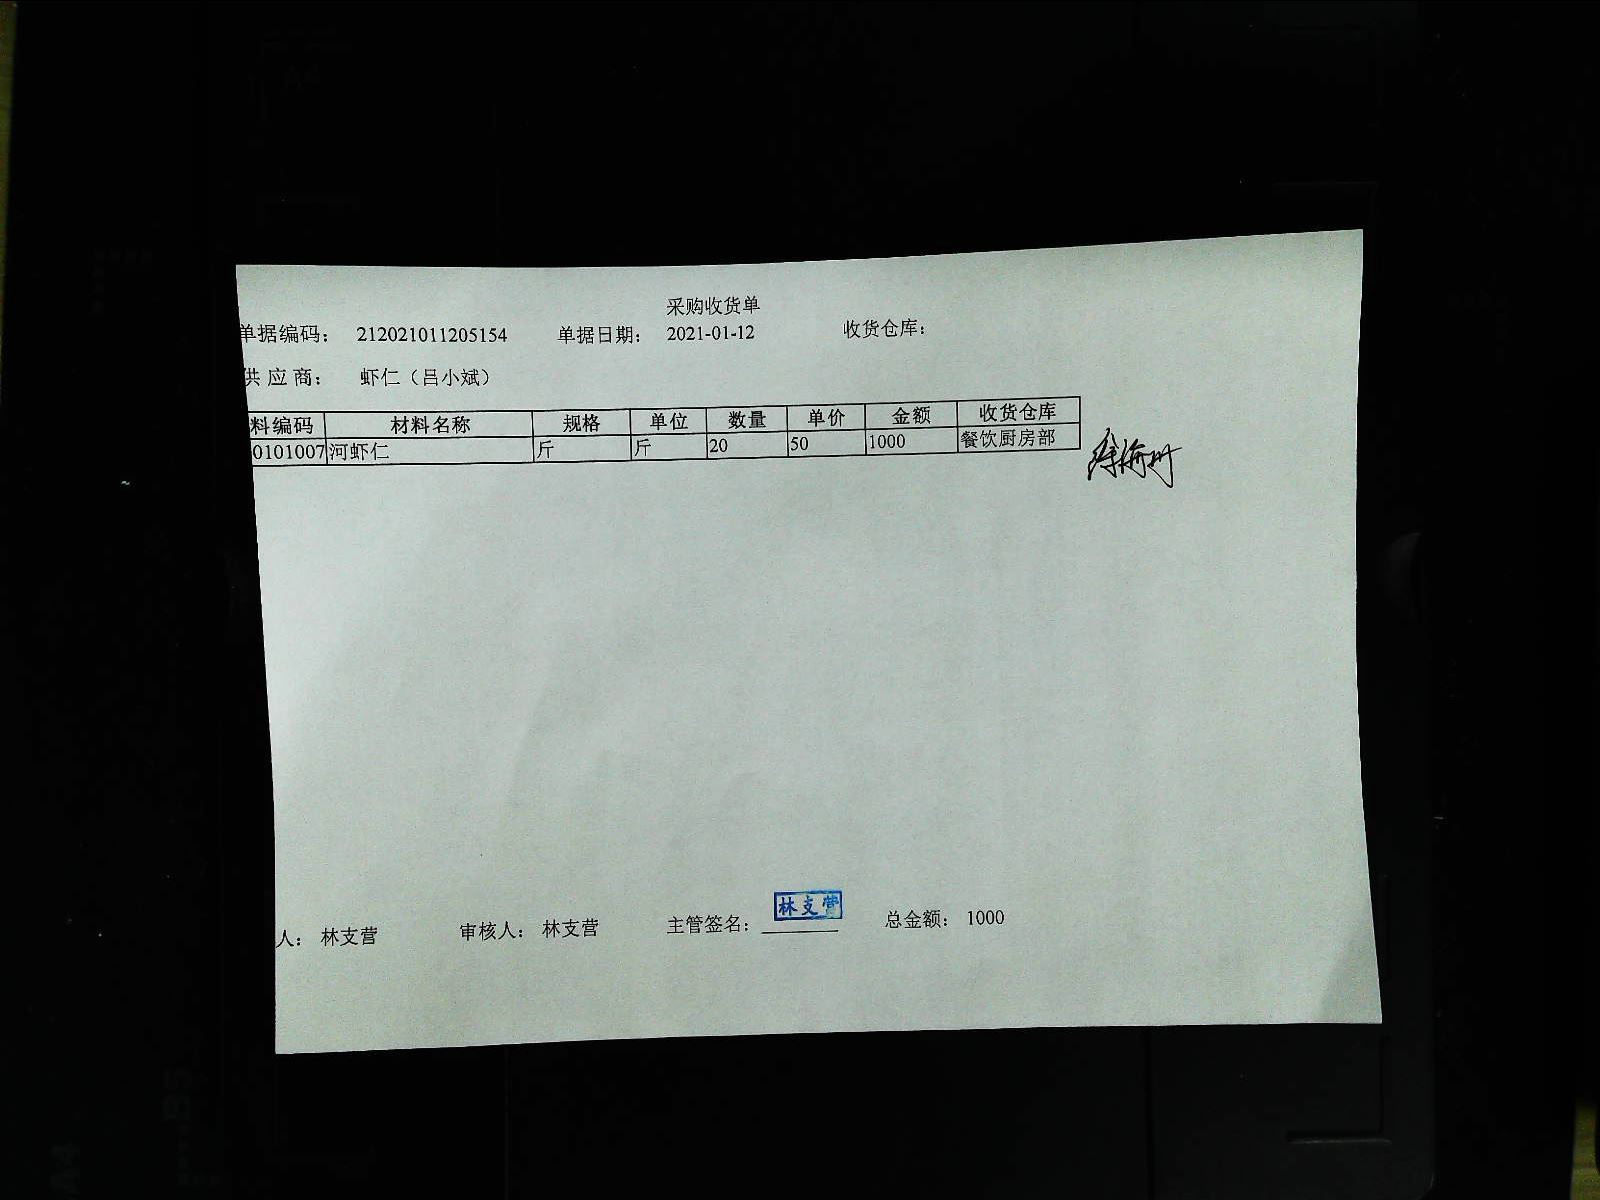 采购收货单
单据编码： 212021011205154 单据日期： 2021-01-12 收货仓库：
供 应 商： 虾仁（吕小斌）
料编码 材料名称 规格 单位 数量 单价 金额 收货仓库
0101007 河虾仁 斤 斤 20 50 1000 餐饮厨房部
林支营
人： 林支营 审核人： 林支营 主管签名： 总金额： 1000
A4